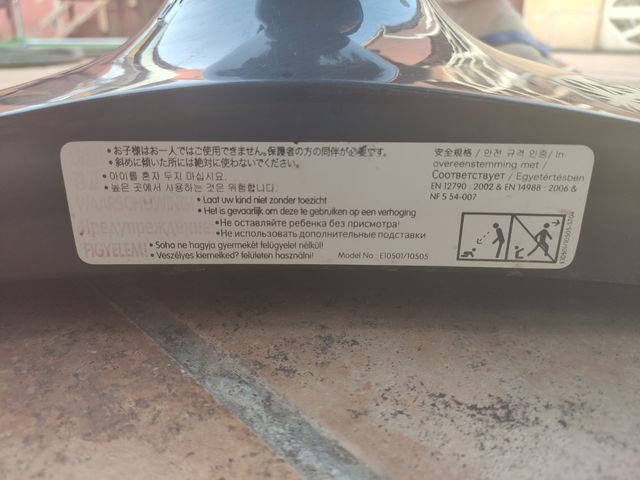 • お子様はお一人ではご使用できません。保護者の方の同伴が必要です。
• 斜めに傾いた所には絶対に使わないでください。
• 아이를 혼자 두지 마십시요.
• 높은 곳에서 사용하는 것은 위험합니다.
WAARSCHUWING!
• Laat uw kind niet zonder toezicht
• Het is gevaarlijk om deze te gebruiken op een verhoging
Предупреждение
• Не оставляйте ребенка без присмотра!
• Не использовать дополнительные подставки
FIGYELEM!
• Soha ne hagyja gyermekét felügyelet nélkül!
• Veszélyes kiemelked? felületen használni!
Model No.: E10501/10505
安全規格 / 안전 규격 인증/ In
overeenstemming met /
Соответствует / Egyetértésben
EN 12790 : 2002 & EN 14988 : 2006 &
NF S 54-007